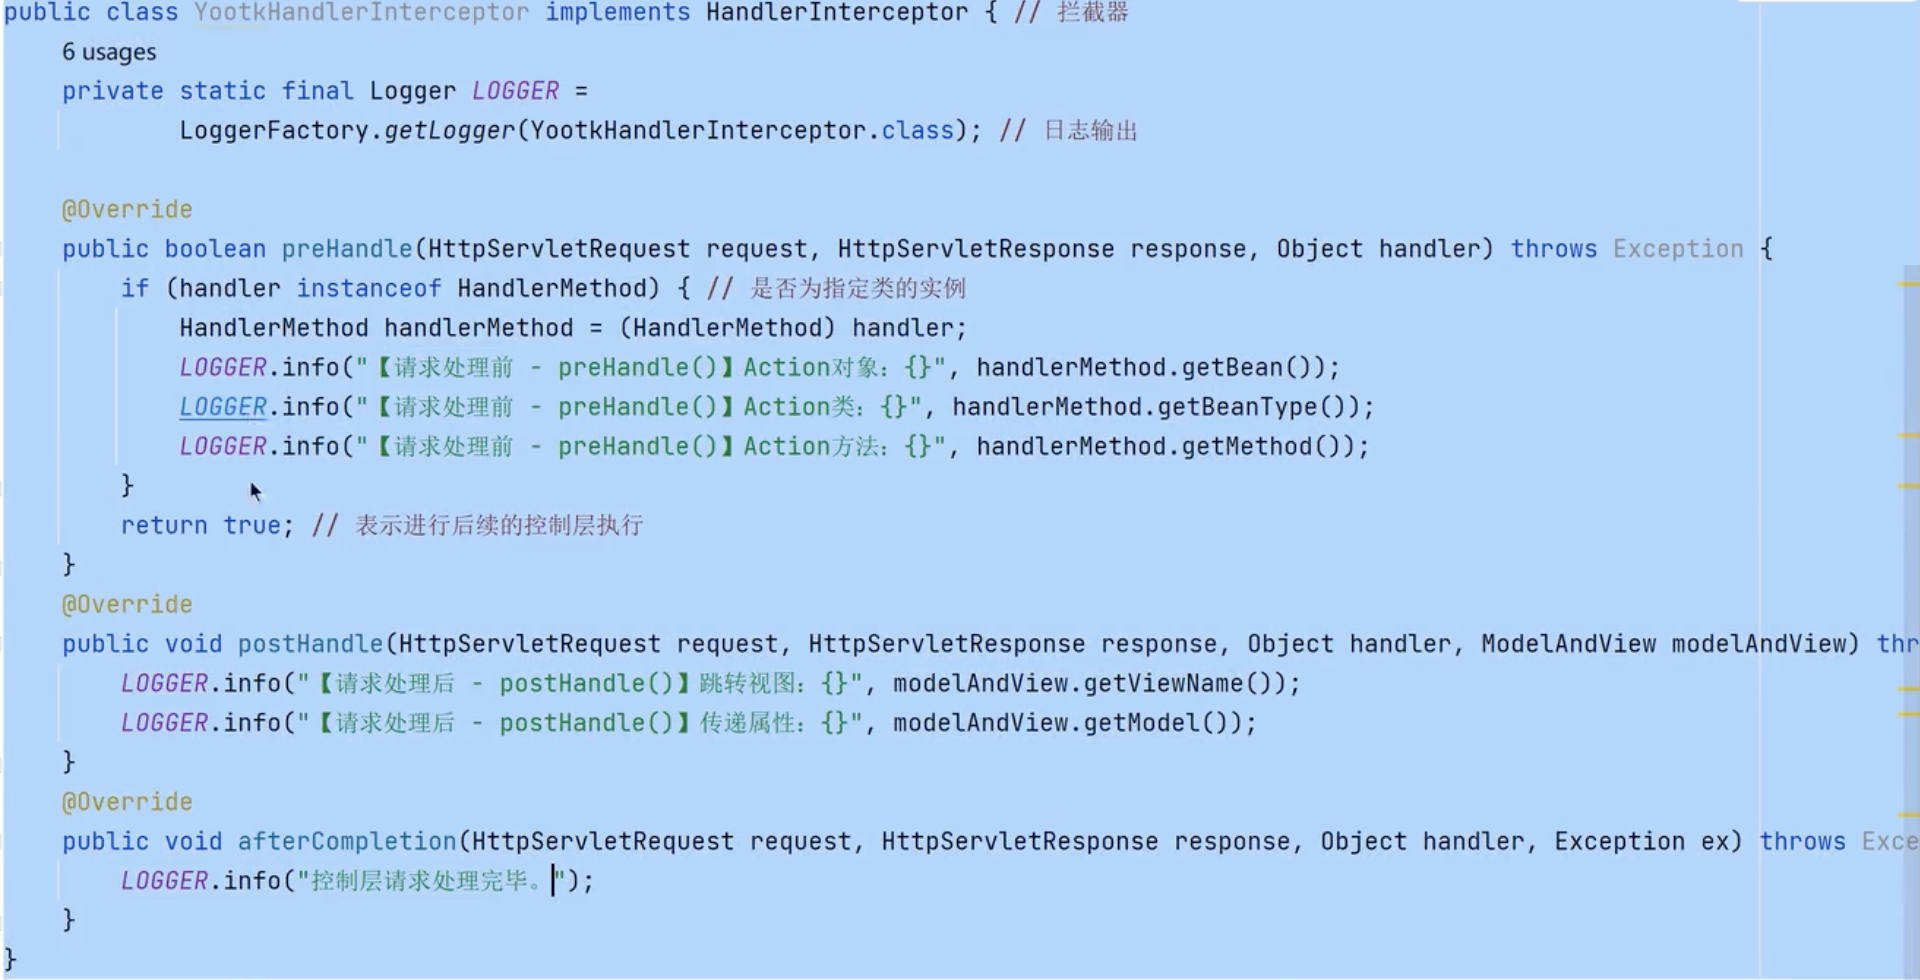 public class YootkHandlerInterceptor implements HandlerInterceptor { // 拦截器
6 usages
private static final Logger LOGGER =
LoggerFactory.getLogger(YootkHandlerInterceptor.class); // 日志输出
@Override
public boolean preHandle(HttpServletRequest request, HttpServletResponse response, Object handler) throws Exception {
if (handler instanceof HandlerMethod) { // 是否为指定类的实例
HandlerMethod handlerMethod = (HandlerMethod) handler;
LOGGER.info("【请求处理前 - preHandle()】Action对象：{}", handlerMethod.getBean());
LOGGER.info("【请求处理前 - preHandle()】Action类：{}", handlerMethod.getBeanType());
LOGGER.info("【请求处理前 - preHandle()】Action方法：{}", handlerMethod.getMethod());
}
return true; // 表示进行后续的控制层执行
}
@Override
public void postHandle(HttpServletRequest request, HttpServletResponse response, Object handler, ModelAndView modelAndView) thr
LOGGER.info("【请求处理后 - postHandle()】跳转视图：{}", modelAndView.getViewName());
LOGGER.info("【请求处理后 - postHandle()】传递属性：{}", modelAndView.getModel());
}
@Override
public void afterCompletion(HttpServletRequest request, HttpServletResponse response, Object handler, Exception ex) throws Exce
LOGGER.info("控制层请求处理完毕。");
}
}